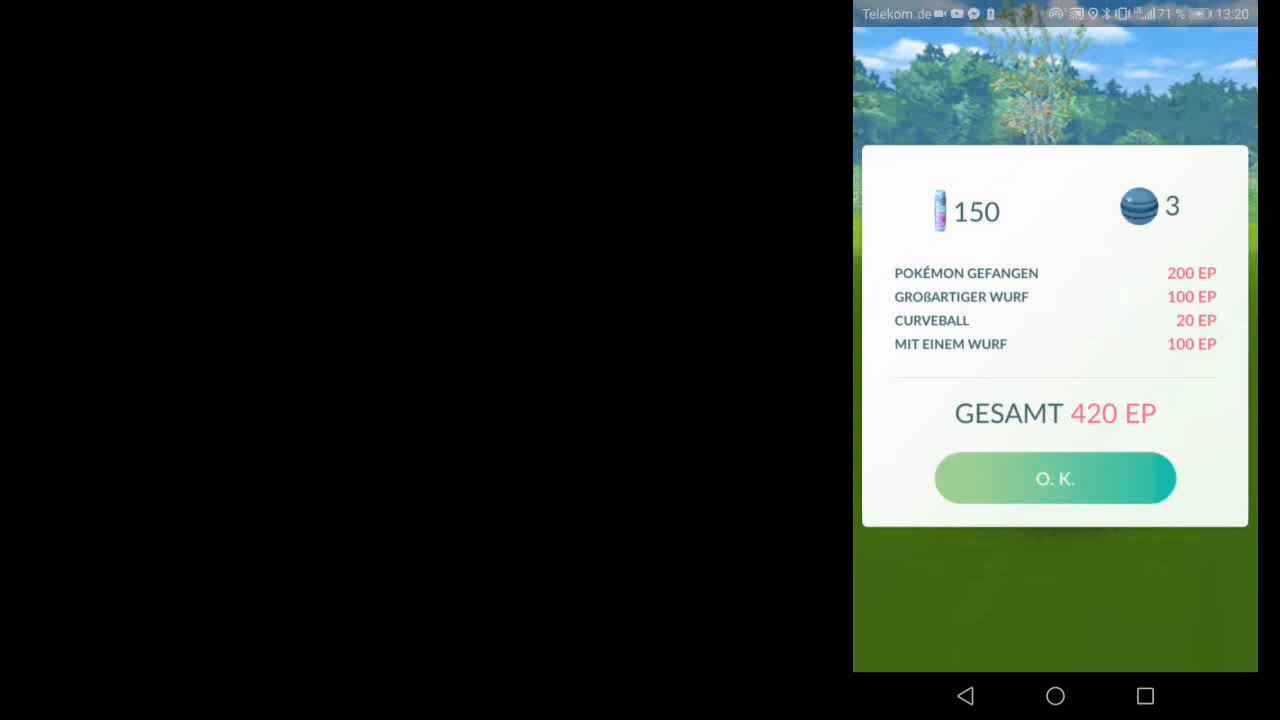 Telekom.de 71 % 13:20
150 3
POKÉMON GEFANGEN 200 EP
GROßARTIGER WURF 100 EP
CURVEBALL 20 EP
MIT EINEM WURF 100 EP
GESAMT 420 EP
O. K.